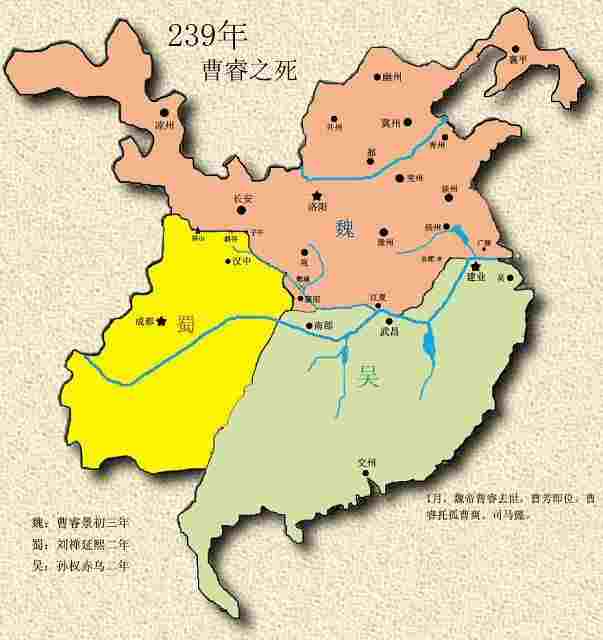 239年
曹睿之死
襄平
幽州
凉州
并州
冀州
青州
邺
兖州
徐州
长安
洛阳
魏
豫州
扬州
广陵
祁山
斜谷
子午
汉中
宛
合肥
建业
吴
襄阳
江夏
成都
蜀
南郡
武昌
吴
交州
1月，魏帝曹睿去世，曹芳即位，曹
睿托孤曹爽、司马懿。
魏：曹睿景初三年
蜀：刘禅延熙二年
吴：孙权赤乌二年